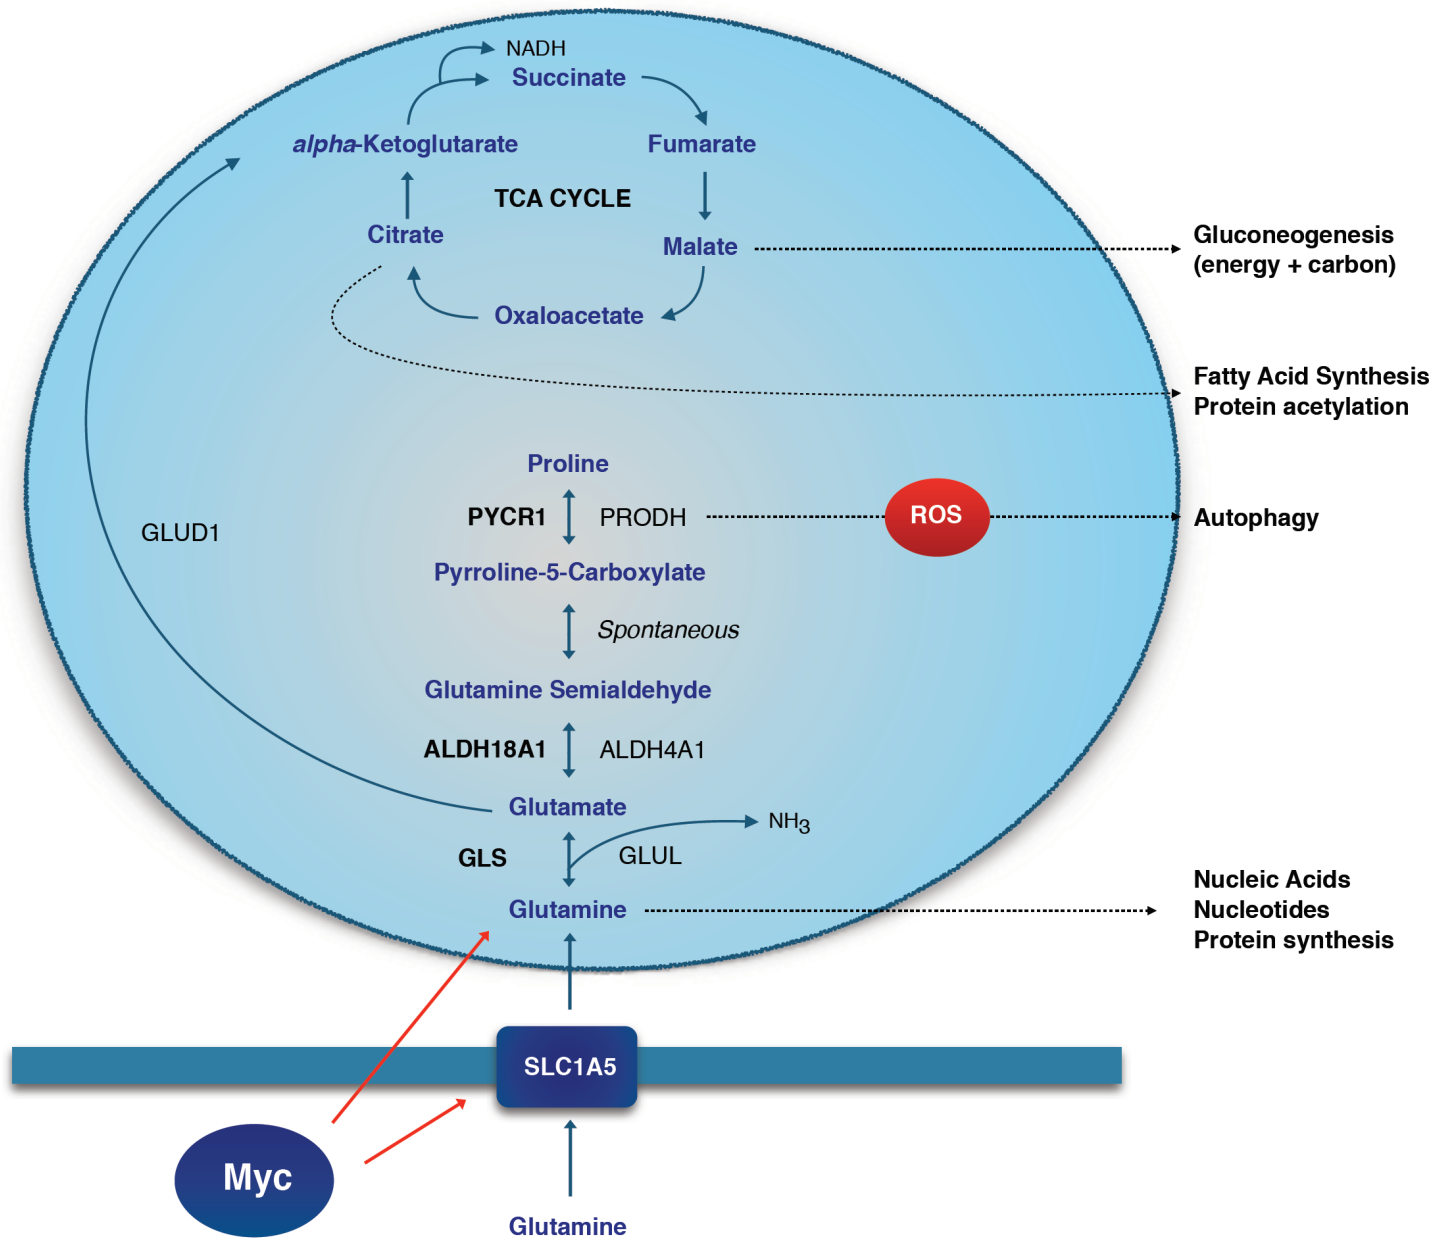 NADH
Succinate
alpha-Ketoglutarate
Fumarate
TCA CYCLE
Citrate
Malate
Gluconeogenesis
(energy + carbon)
Oxaloacetate
Fatty Acid Synthesis
Protein acetylation
Proline
PYCR1
PRODH
ROS
Autophagy
GLUD1
Pyrroline-5-Carboxylate
Spontaneous
Glutamine Semialdehyde
ALDH18A1
ALDH4A1
Glutamate
NH3
GLS
GLUL
Glutamine
Nucleic Acids
Nucleotides
Protein synthesis
SLC1A5
Myc
Glutamine